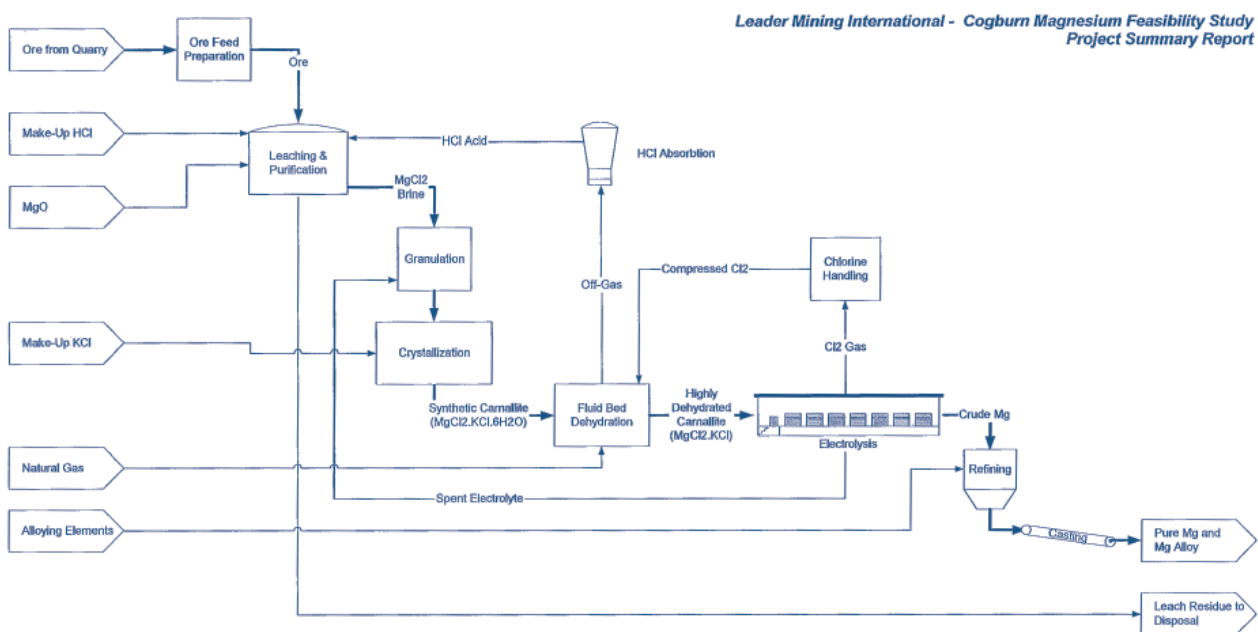 Leader Mining International - Cogburn Magnesium Feasibility Study
Project Summary Report
Ore from Quarry
Ore Feed
Preparation
Ore
Make-Up HCl
HCl Acid
HCl Absorbtion
Leaching &
Purification
MgCl2
Brine
MgO
Granulation
Compressed Cl2
Chlorine
Handling
Off-Gas
Make-Up KCl
Crystallization
Cl2 Gas
Synthetic Carnallite
(MgCl2.KCl.6H2O)
Fluid Bed
Dehydration
Highly
Dehydrated
Carnallite
(MgCl2.KCl)
Electrolysis
Crude Mg
Natural Gas
Spent Electrolyte
Refining
Alloying Elements
Casting
Pure Mg and
Mg Alloy
Leach Residue to
Disposal